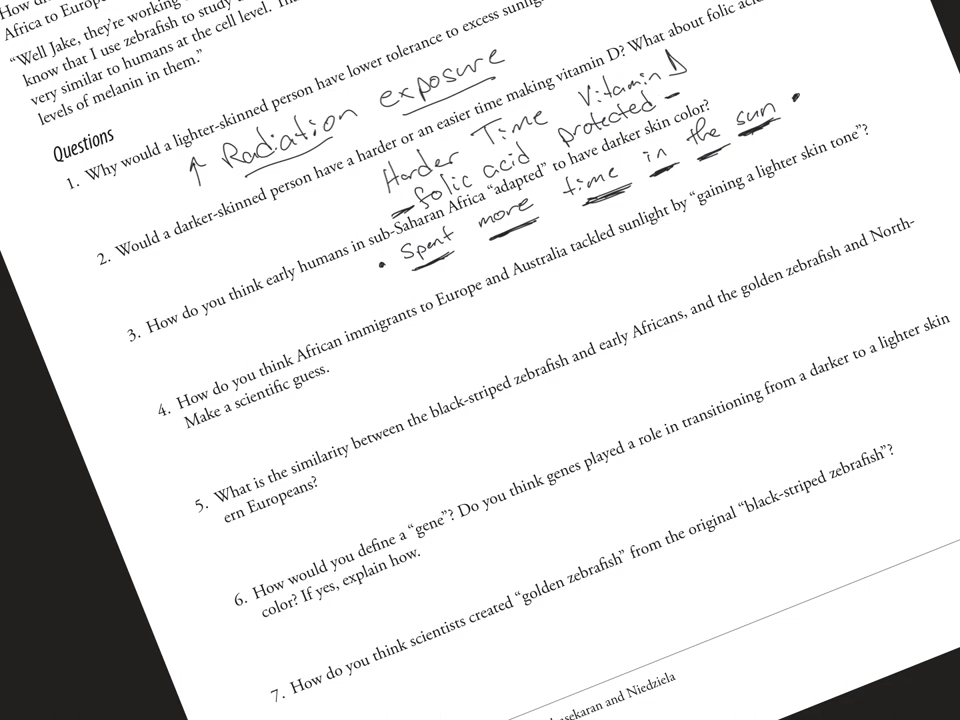 How
Africa to Europ
"Well Jake, they're working
know that I use zebrafish to study
very similar to humans at the cell level. Th
levels of melanin in them."
Questions
1. Why would a lighter-skinned person have lower tolerance to excess sunlig
↑ Radiation exposure
2. Would a darker-skinned person have a harder or an easier time making vitamin D? What about folic acid
Harder Time Vitamin D
- folic acid protected -
3. How do you think early humans in sub-Saharan Africa "adapted" to have darker skin color?
• spent more time in the sun •
4. How do you think African immigrants to Europe and Australia tackled sunlight by "gaining a lighter skin tone"?
Make a scientific guess.
5. What is the similarity between the black-striped zebrafish and early Africans, and the golden zebrafish and North-
ern Europeans?
6. How would you define a "gene"? Do you think genes played a role in transitioning from a darker to a lighter skin
color? If yes, explain how.
7. How do you think scientists created "golden zebrafish" from the original "black-striped zebrafish"?
asekaran and Niedziela